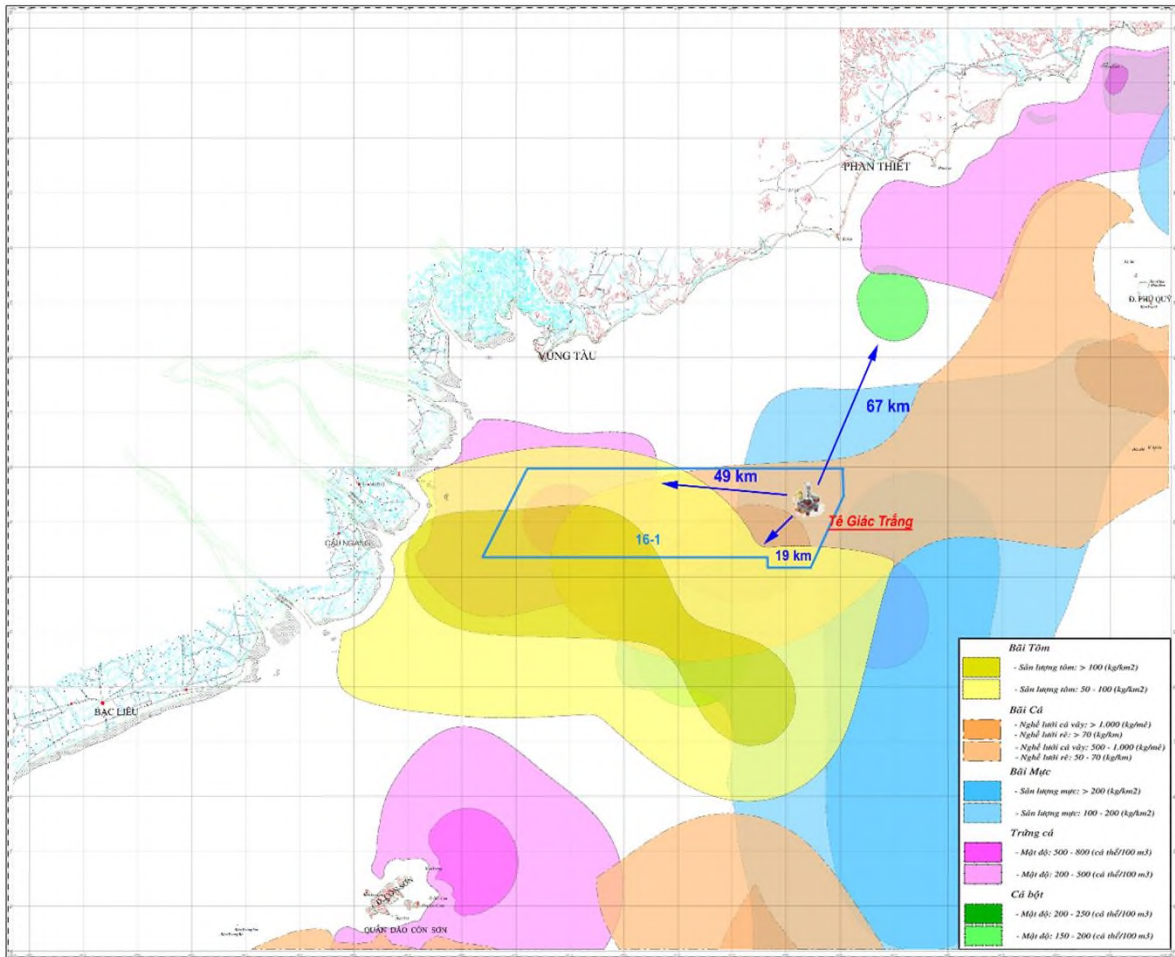 PHAN THIẾT
Đ. PHÚ QUÝ
VŨNG TÀU
67 km
49 km
Tê Giác Trắng
16-1
19 km
CẦU NGANG
BẠC LIÊU
Đ. CÔN SƠN
QUẦN ĐẢO CÔN SƠN
Bãi Tôm
- Sản lượng tôm: > 100 (kg/km2)
- Sản lượng tôm: 50 - 100 (kg/km2)
Bãi Cá
- Nghề lưới cá vây: > 1.000 (kg/mẻ)
- Nghề lưới rê: > 70 (kg/km)
- Nghề lưới cá vây: 500 - 1.000 (kg/mẻ)
- Nghề lưới rê: 50 - 70 (kg/km)
Bãi Mực
- Sản lượng mực: > 200 (kg/km2)
- Sản lượng mực: 100 - 200 (kg/km2)
Trứng cá
- Mật độ: 500 - 800 (cá thể/100 m3)
- Mật độ: 200 - 500 (cá thể/100 m3)
Cá bột
- Mật độ: 200 - 250 (cá thể/100 m3)
- Mật độ: 150 - 200 (cá thể/100 m3)